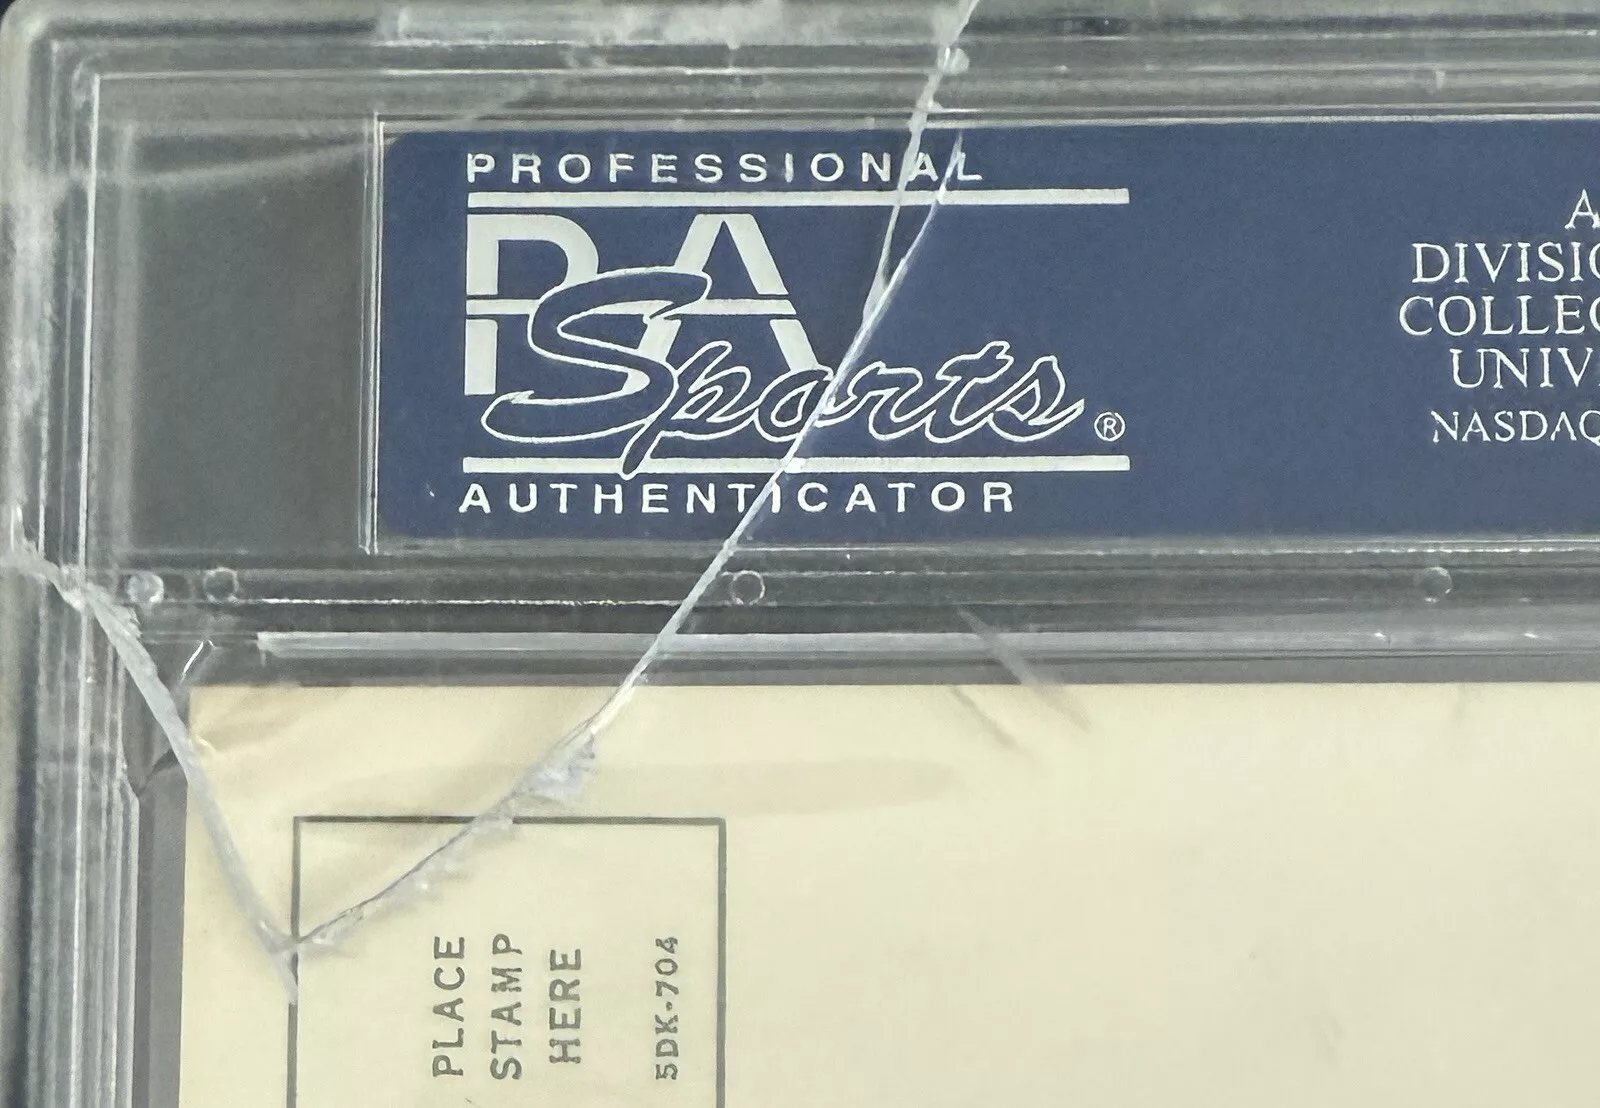 PROFESSIONAL
PSA
Sports®
AUTHENTICATOR
A
DIVISIO
COLLEC
UNIV
NASDAQ
PLACE
STAMP
HERE
5DK-704